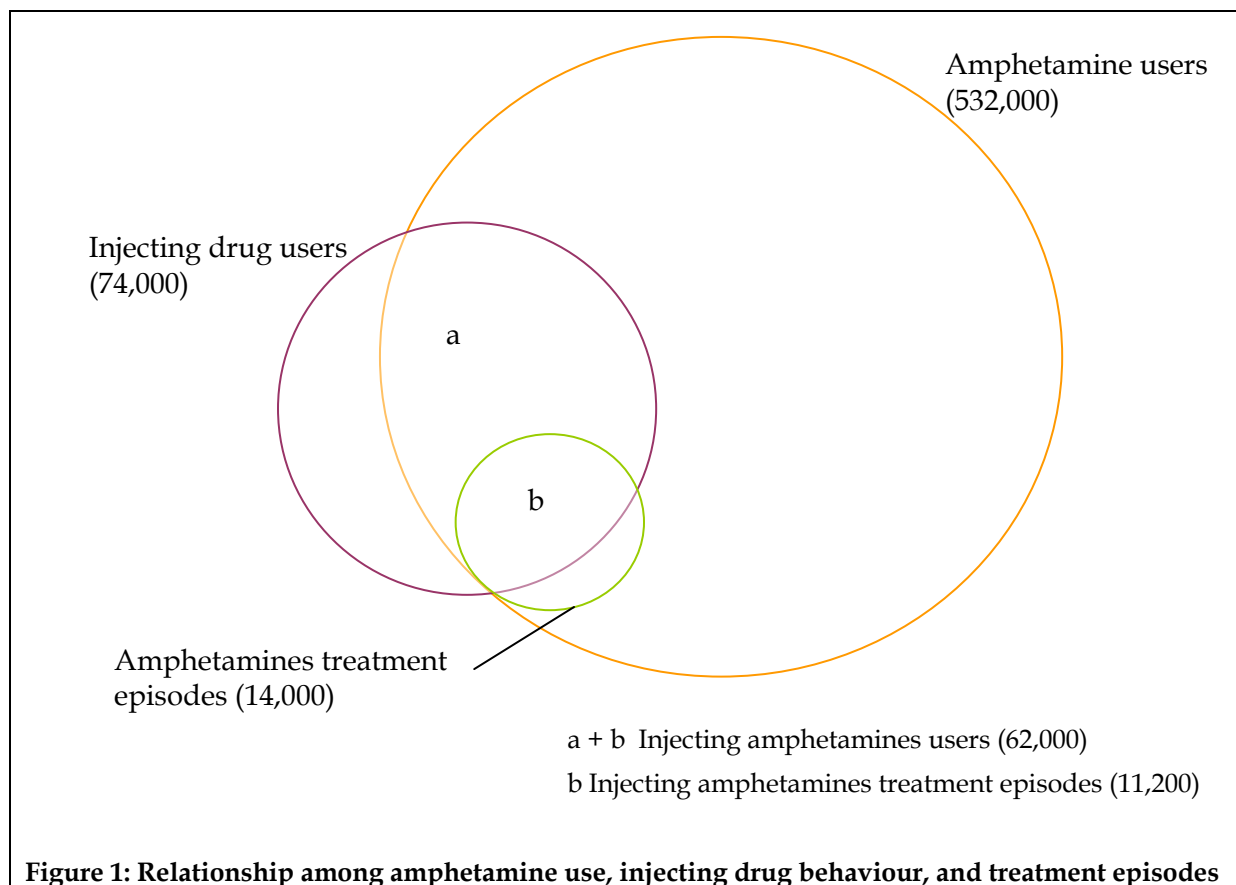 Amphetamine users
(532,000)
Injecting drug users
(74,000)
a
b
Amphetamines treatment
episodes (14,000)
a + b Injecting amphetamines users (62,000)
b Injecting amphetamines treatment episodes (11,200)
Figure 1: Relationship among amphetamine use, injecting drug behaviour, and treatment episodes